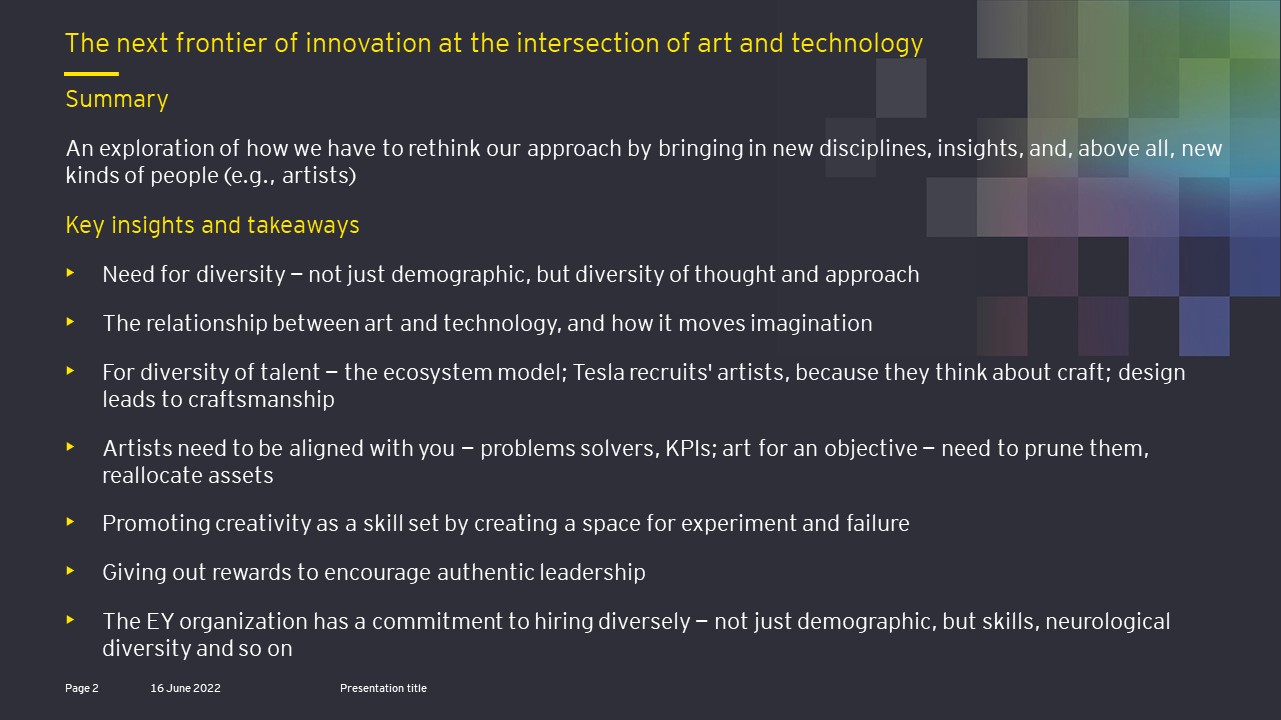 The next frontier of innovation at the intersection of art and technology
Summary
An exploration of how we have to rethink our approach by bringing in new disciplines, insights, and, above all, new
kinds of people (e.g., artists)
Key insights and takeaways
Need for diversity – not just demographic, but diversity of thought and approach
The relationship between art and technology, and how it moves imagination
For diversity of talent – the ecosystem model; Tesla recruits' artists, because they think about craft; design
leads to craftsmanship
Artists need to be aligned with you – problems solvers, KPIs; art for an objective – need to prune them,
reallocate assets
Promoting creativity as a skill set by creating a space for experiment and failure
Giving out rewards to encourage authentic leadership
The EY organization has a commitment to hiring diversely – not just demographic, but skills, neurological
diversity and so on
Page 2 16 June 2022 Presentation title